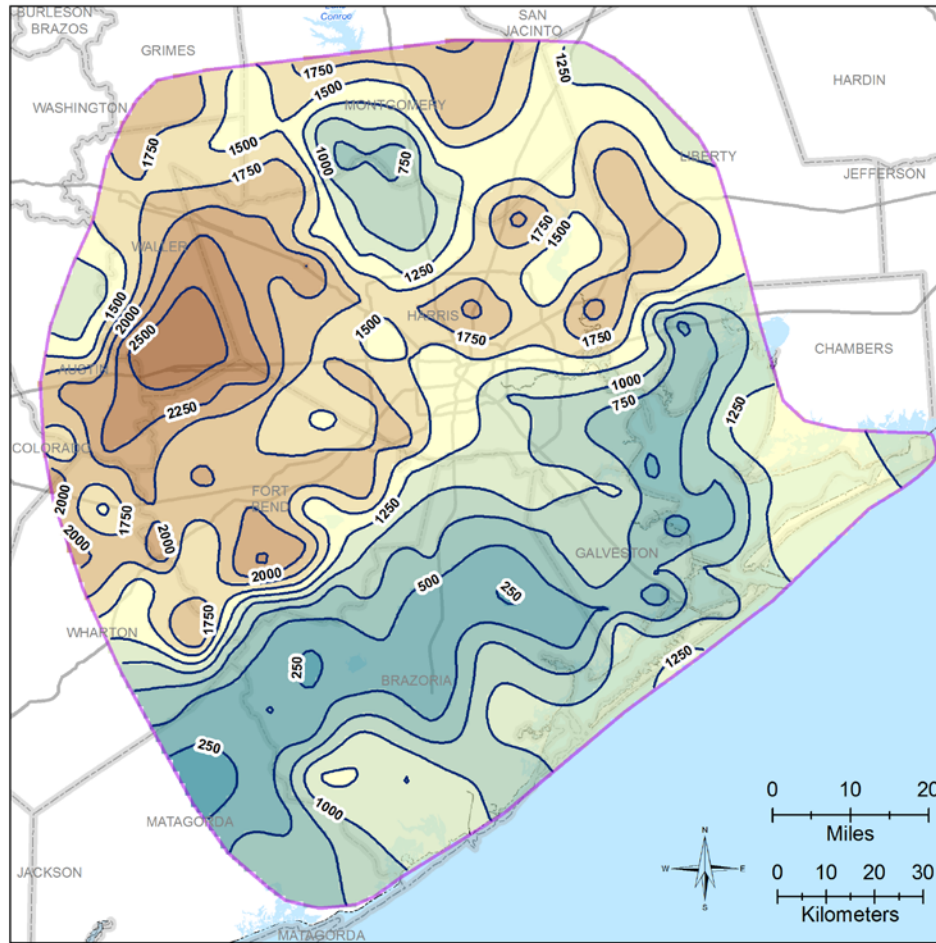 BURLESON
BRAZOS
Lake
Conroe
SAN
JACINTO
GRIMES
HARDIN
1750
1250
1500
WASHINGTON
MONTGOMERY
1750
1500
1000
750
LIBERTY
1750
JEFFERSON
1750
1500
WALLER
1250
1500
2000
2500
HARRIS
1500
1750
1750
CHAMBERS
AUSTIN
1000
750
2250
1250
COLORADO
2000
FORT
BEND
1750
1250
2000
2000
GALVESTON
2000
500
250
1750
WHARTON
1250
250
BRAZORIA
250
1000
MATAGORDA
0 10 20
Miles
N
W E
S
0 10 20 30
Kilometers
JACKSON
MATAGORDA